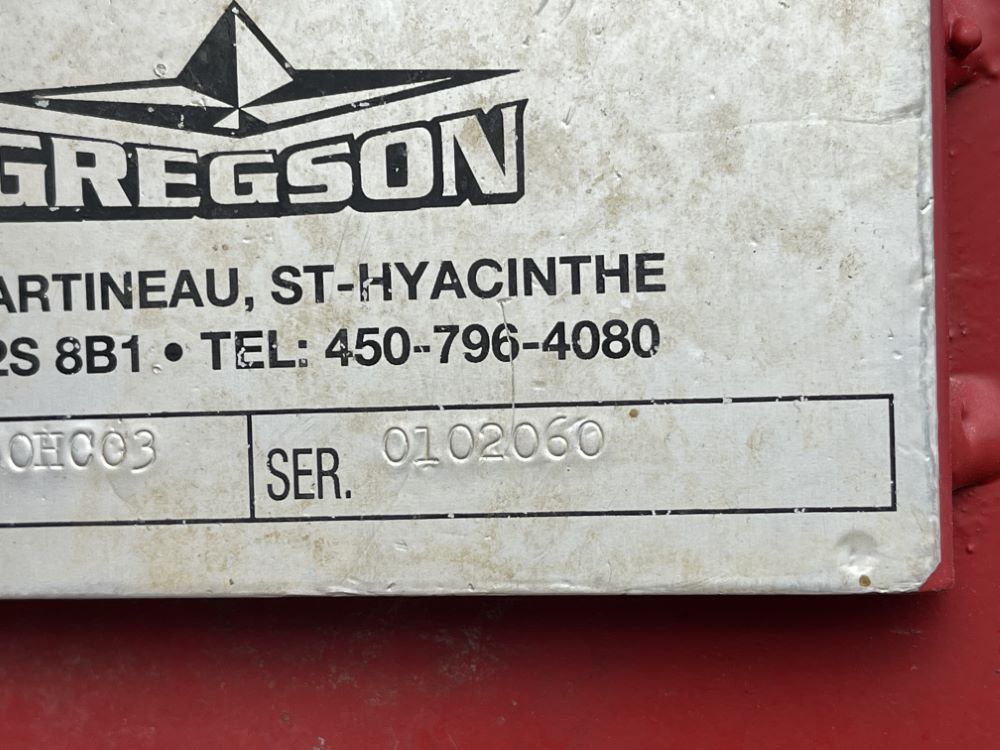 GREGSON
ARTINEAU, ST-HYACINTHE
2S 8B1 • TEL: 450-796-4080
0HC03 SER. 0102060